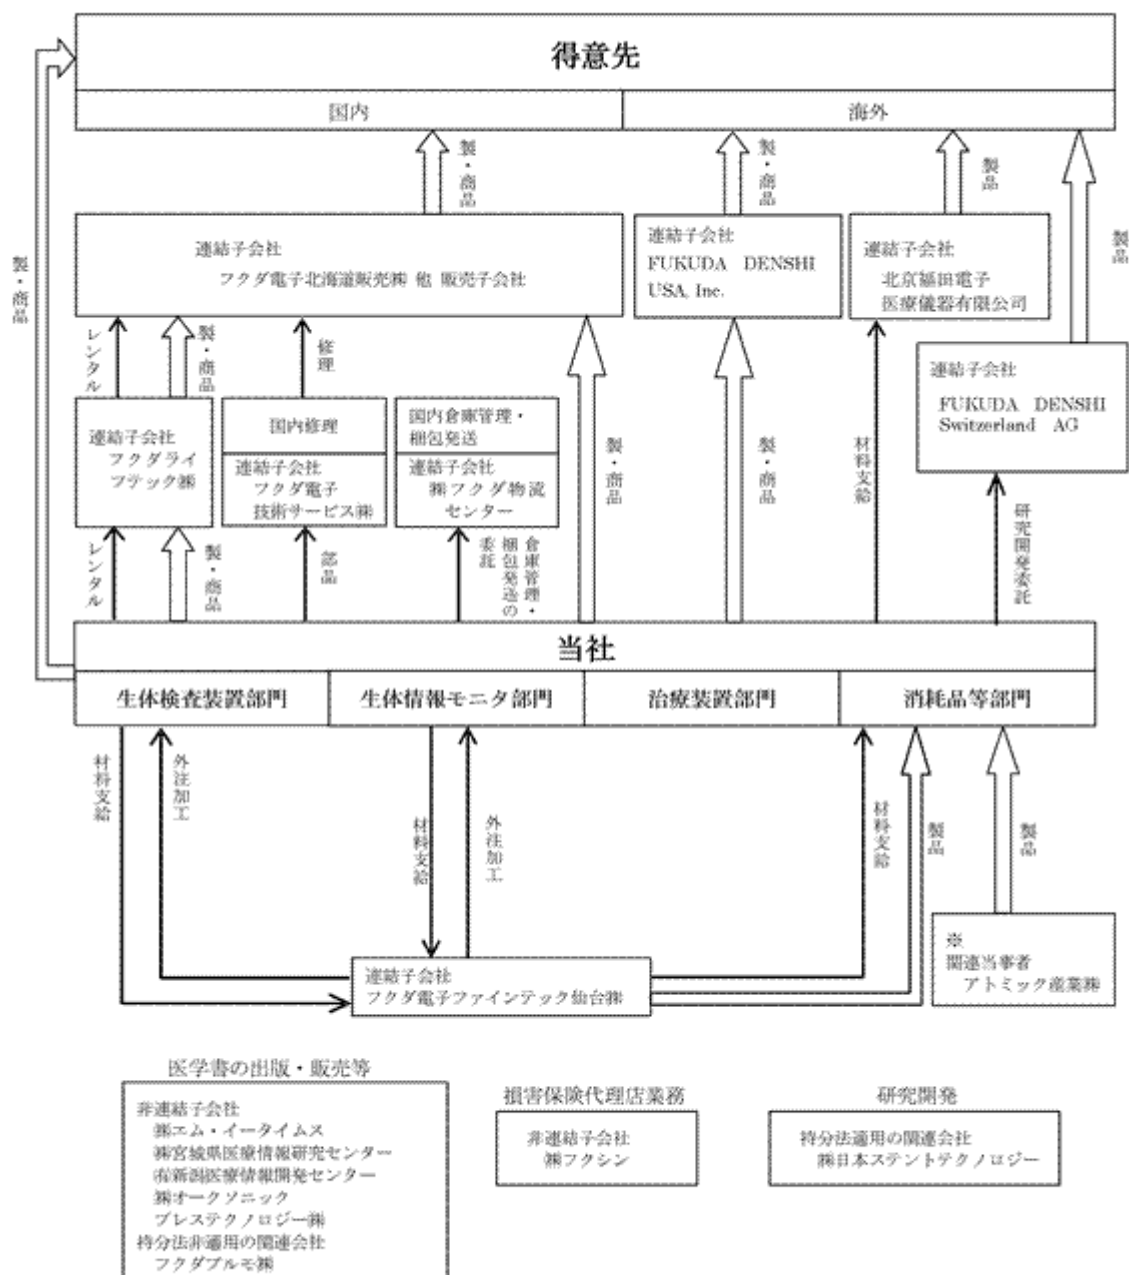 得意先
国内
海外
製・商品
製・商品
製・商品
製品
製品
連結子会社
フクダ電子北海道販売㈱ 他 販売子会社
連結子会社
FUKUDA DENSHI
USA, Inc.
連結子会社
北京福田電子
医療儀器有限公司
連結子会社
FUKUDA DENSHI
Switzerland AG
レンタル
製・商品
修理
製・商品
製・商品
材料支給
研究開発委託
連結子会社
フクダライ
フテック㈱
国内修理
連結子会社
フクダ電子
技術サービス㈱
国内倉庫管理・
梱包発送
連結子会社
㈱フクダ物流
センター
レンタル
製・商品
部品
倉庫管理・
梱包発送の
委託
当社
生体検査装置部門
生体情報モニタ部門
治療装置部門
消耗品等部門
材料支給
外注加工
材料支給
外注加工
材料支給
製品
製品
連結子会社
フクダ電子ファインテック仙台㈱
※
関連当事者
アトミック産業㈱
医学書の出版・販売等
非連結子会社
㈱エム・イータイムス
㈱宮城県医療情報研究センター
㈲新潟医療情報開発センター
㈱オークソニック
ブレステクノロジー㈱
持分法非適用の関連会社
フクダブルモ㈱
損害保険代理店業務
非連結子会社
㈱フクシン
研究開発
持分法適用の関連会社
㈱日本ステントテクノロジー